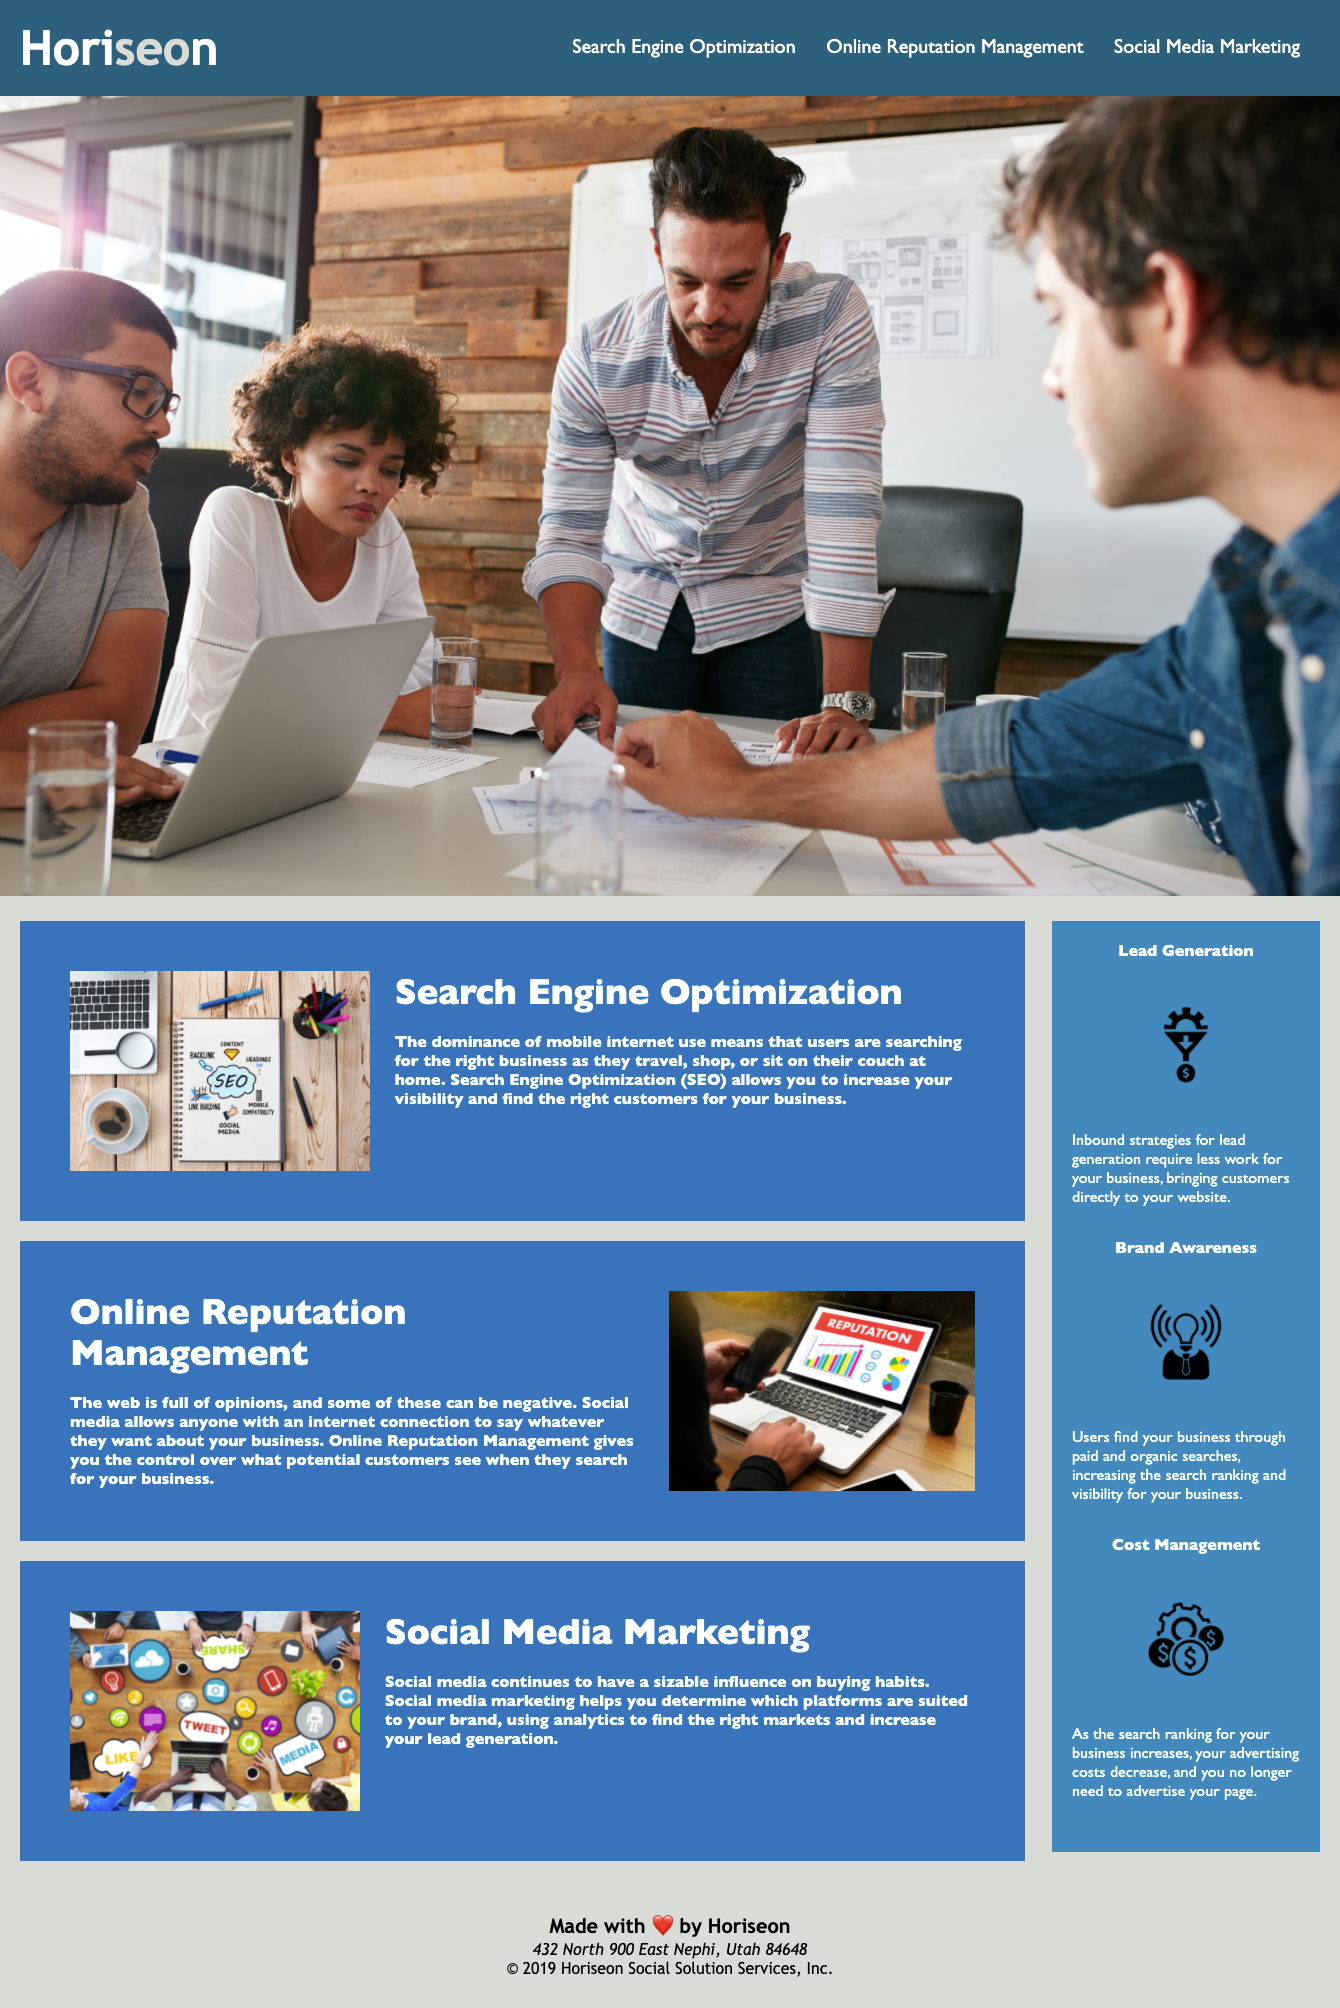 Horiseon
Search Engine Optimization
Online Reputation Management
Social Media Marketing
CONTENT
BACKLINK
HEADINGS
SEO
LINK BUILDING
MOBILE
COMPATIBILITY
SOCIAL
MEDIA
Search Engine Optimization
The dominance of mobile internet use means that users are searching
for the right business as they travel, shop, or sit on their couch at
home. Search Engine Optimization (SEO) allows you to increase your
visibility and find the right customers for your business.
Online Reputation
Management
The web is full of opinions, and some of these can be negative. Social
media allows anyone with an internet connection to say whatever
they want about your business. Online Reputation Management gives
you the control over what potential customers see when they search
for your business.
REPUTATION
SHARE
TWEET
LIKE
MEDIA
Social Media Marketing
Social media continues to have a sizable influence on buying habits.
Social media marketing helps you determine which platforms are suited
to your brand, using analytics to find the right markets and increase
your lead generation.
Lead Generation
$
Inbound strategies for lead
generation require less work for
your business, bringing customers
directly to your website.
Brand Awareness
Users find your business through
paid and organic searches,
increasing the search ranking and
visibility for your business.
Cost Management
$ $ $
As the search ranking for your
business increases, your advertising
costs decrease, and you no longer
need to advertise your page.
Made with ❤️ by Horiseon
432 North 900 East Nephi, Utah 84648
© 2019 Horiseon Social Solution Services, Inc.